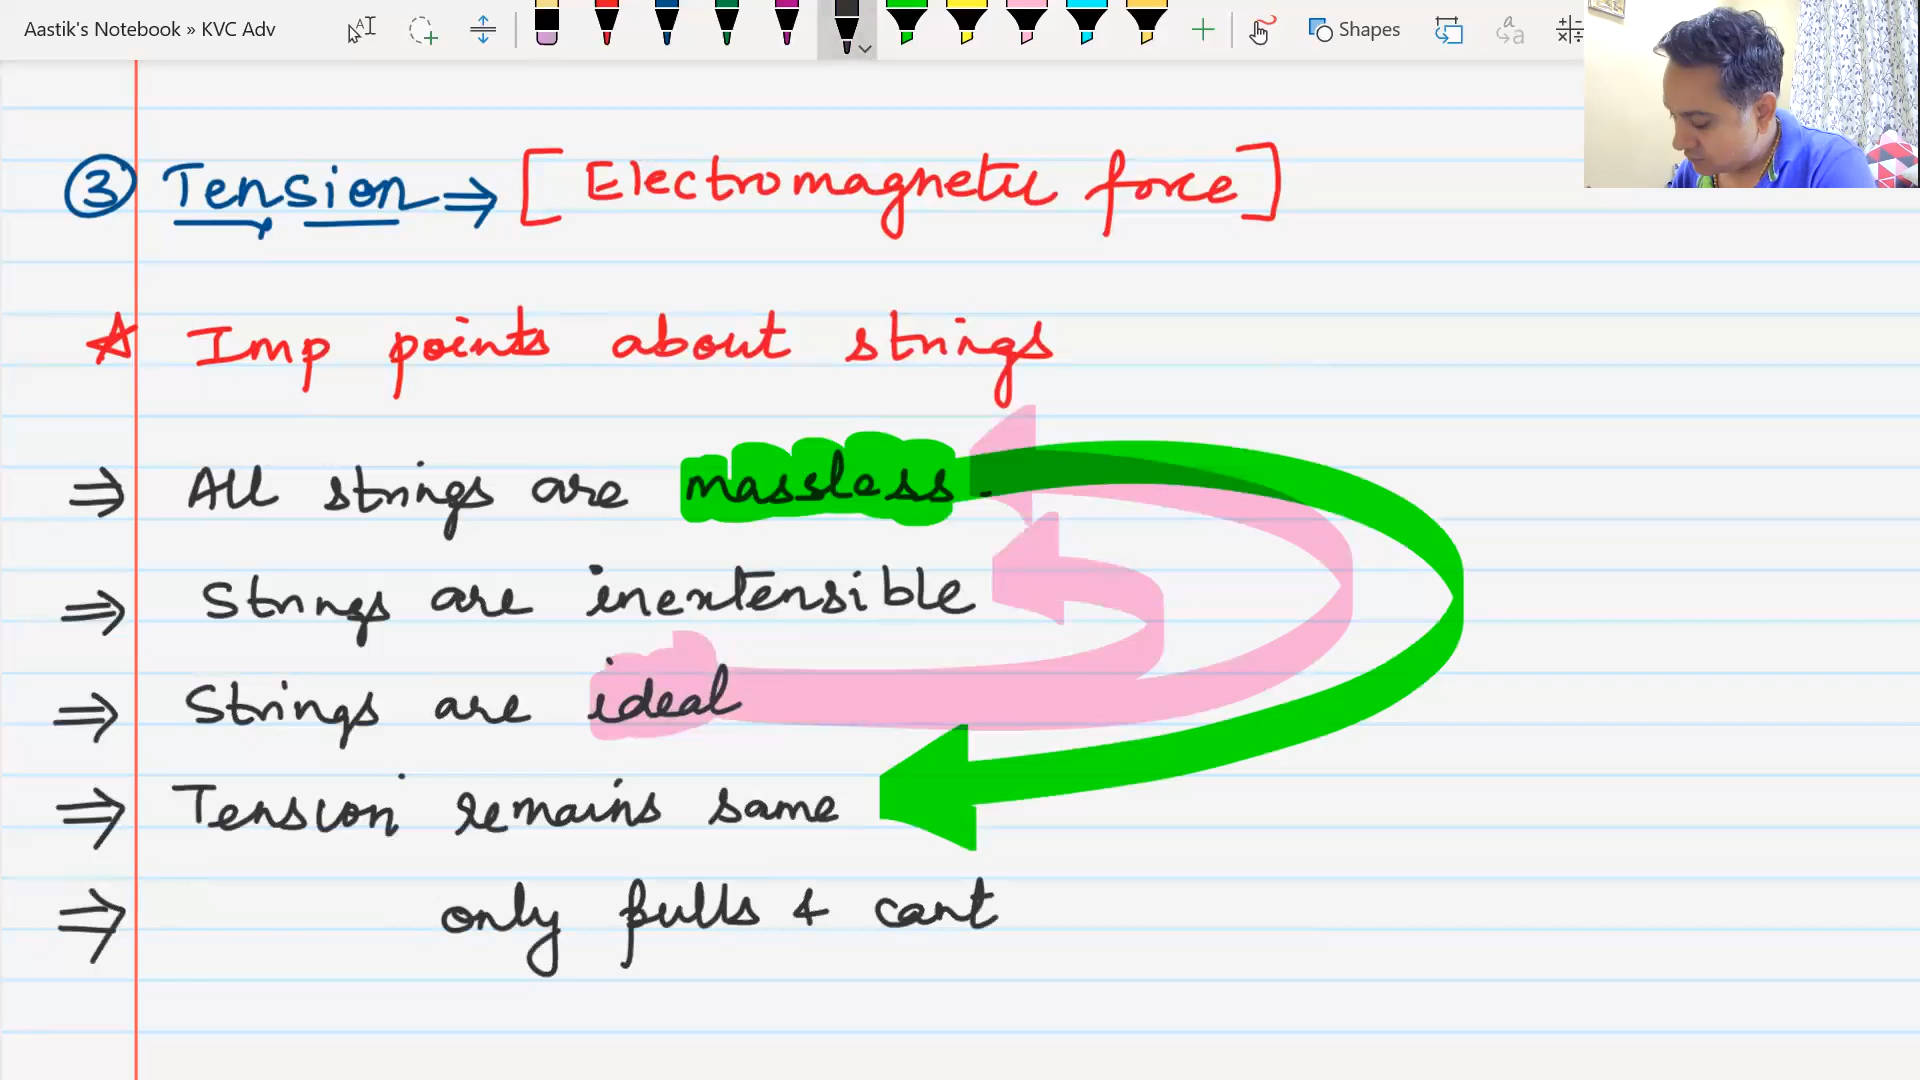 Aastik's Notebook » KVC Adv
Shapes
③ Tension ⇒ [Electromagnetic force]
☆ Imp points about strings
⇒ All strings are massless.
⇒ Strings are inextensible
⇒ Strings are ideal
⇒ Tension remains same
⇒ only pulls & cant